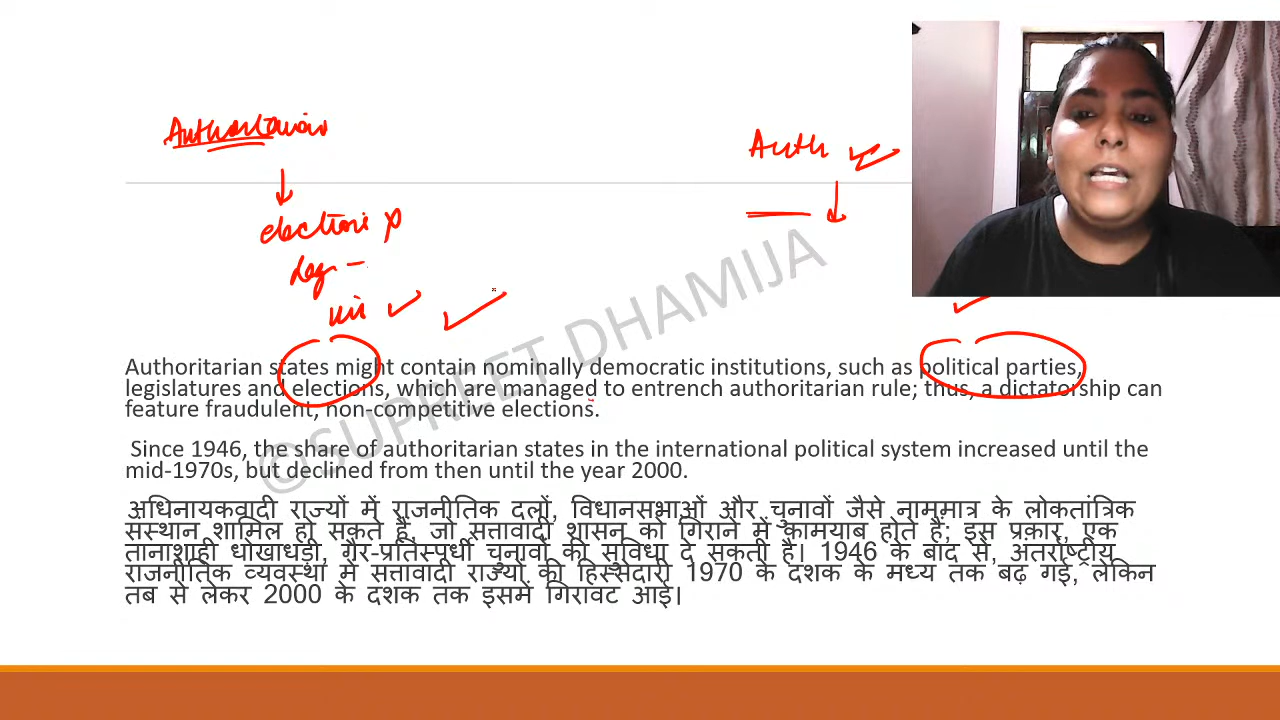 Authoritarian
Auth
elections
Leg -
©SUPREET DHAMIJA
Authoritarian states might contain nominally democratic institutions, such as political parties,
legislatures and elections, which are managed to entrench authoritarian rule; thus, a dictatorship can
feature fraudulent, non-competitive elections.
Since 1946, the share of authoritarian states in the international political system increased until the
mid-1970s, but declined from then until the year 2000.
अधिनायकवादी राज्यों में राजनीतिक दलों, विधानसभाओं और चुनावों जैसे नाममात्र के लोकतांत्रिक
संस्थान शामिल हो सकते हैं, जो सत्तावादी शासन को गिराने में कामयाब होते हैं; इस प्रकार, एक
तानाशाही धोखाधड़ी, गैर-प्रतिस्पर्धी चुनावों की सुविधा दे सकती है। 1946 के बाद से, अंतर्राष्ट्रीय
राजनीतिक व्यवस्था में सत्तावादी राज्यों की हिस्सेदारी 1970 के दशक के मध्य तक बढ़ गई, लेकिन
तब से लेकर 2000 के दशक तक इसमें गिरावट आई।